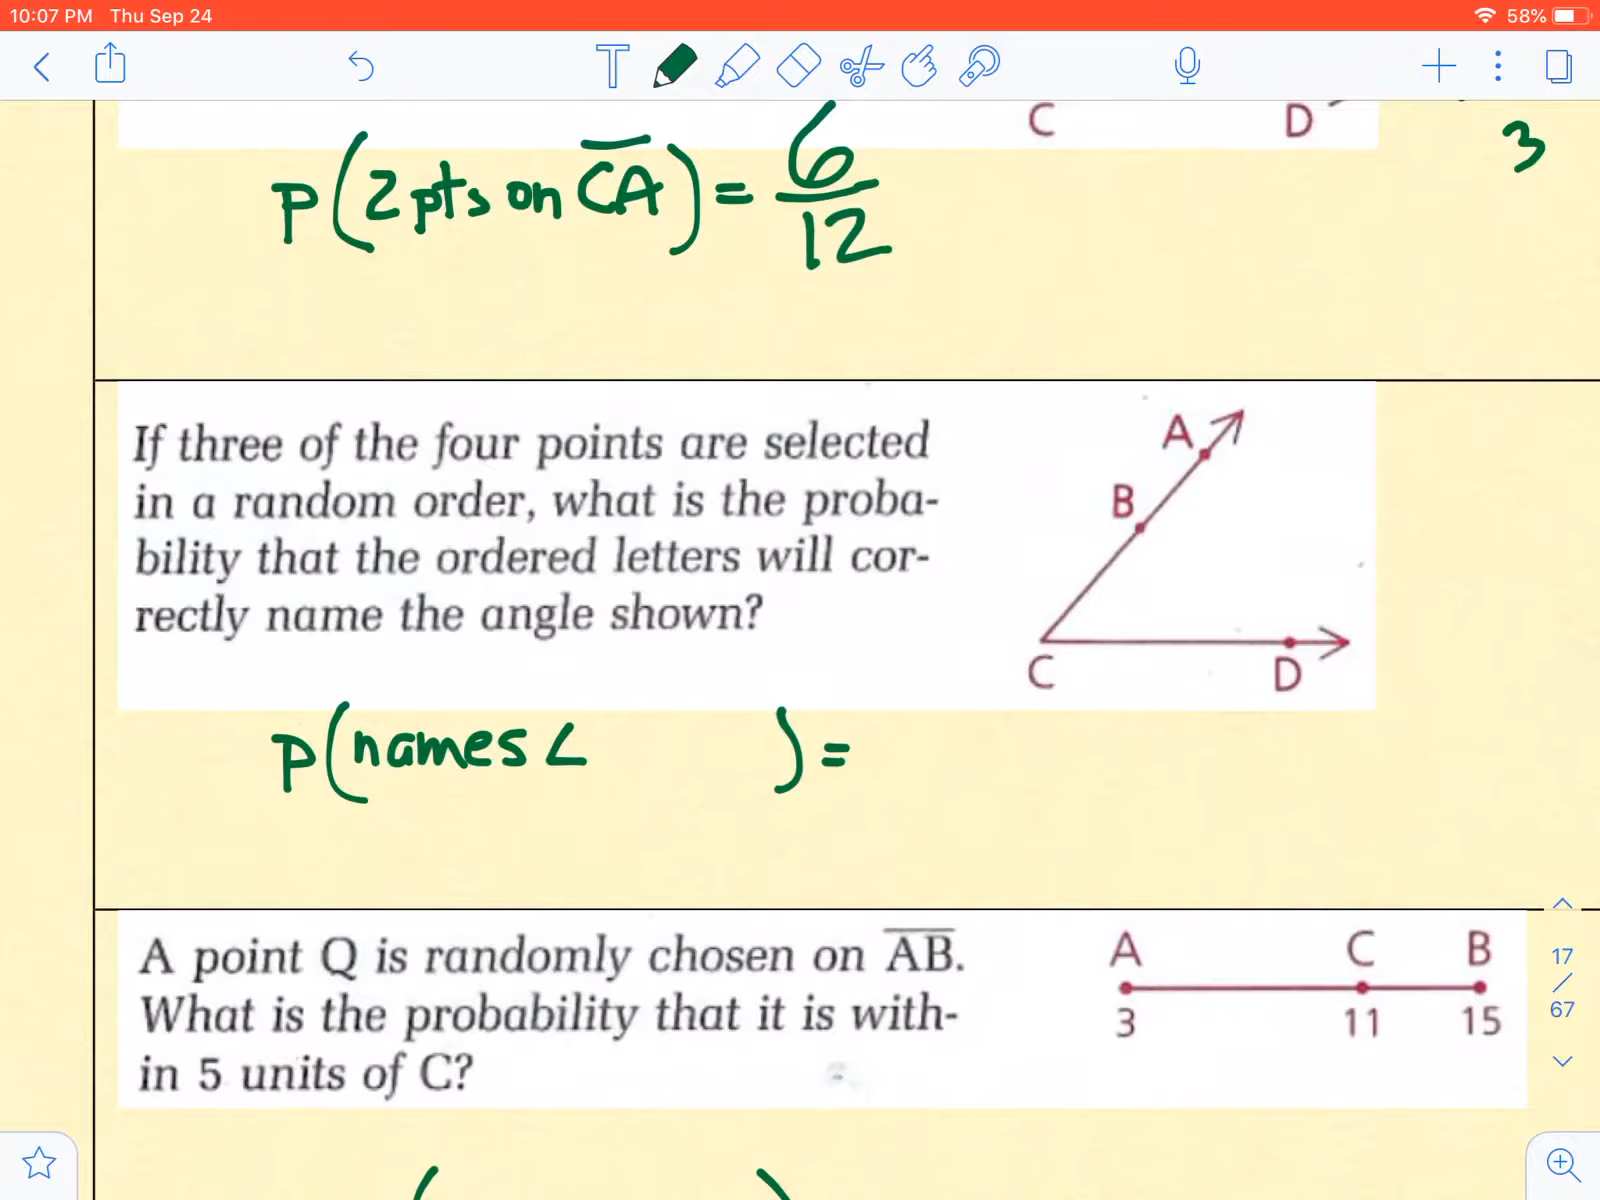 10:07 PM Thu Sep 24
58%
T
C D
3
p(2pts on CA) = 6/12
If three of the four points are selected
in a random order, what is the proba-
bility that the ordered letters will cor-
rectly name the angle shown?
A
B
C
D
p(names < ) =
A point Q is randomly chosen on AB.
What is the probability that it is with-
in 5 units of C?
A C B
3 11 15
17
/
67
( )